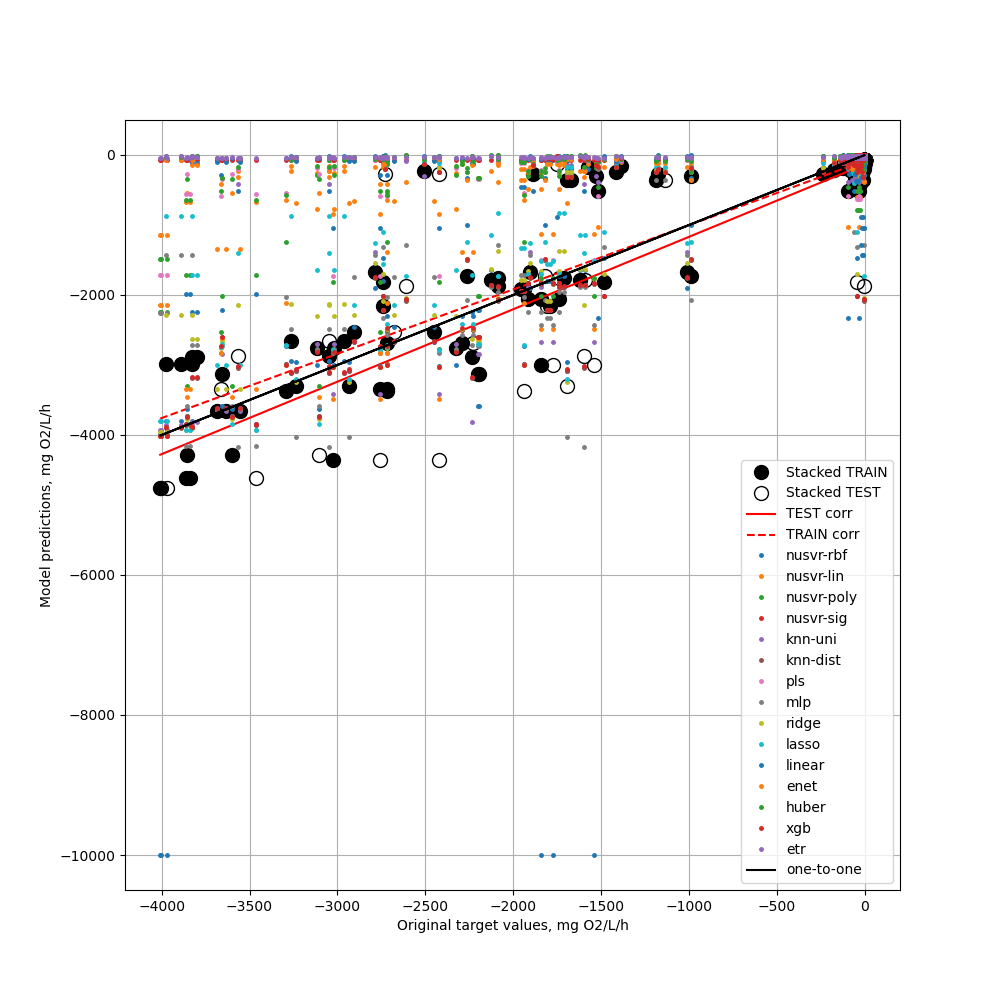 0
−2000
−4000
−6000
−8000
−10000
Model predictions, mg O2/L/h
−4000 −3500 −3000 −2500 −2000 −1500 −1000 −500 0
Original target values, mg O2/L/h
Stacked TRAIN
Stacked TEST
TEST corr
TRAIN corr
nusvr-rbf
nusvr-lin
nusvr-poly
nusvr-sig
knn-uni
knn-dist
pls
mlp
ridge
lasso
linear
enet
huber
xgb
etr
one-to-one